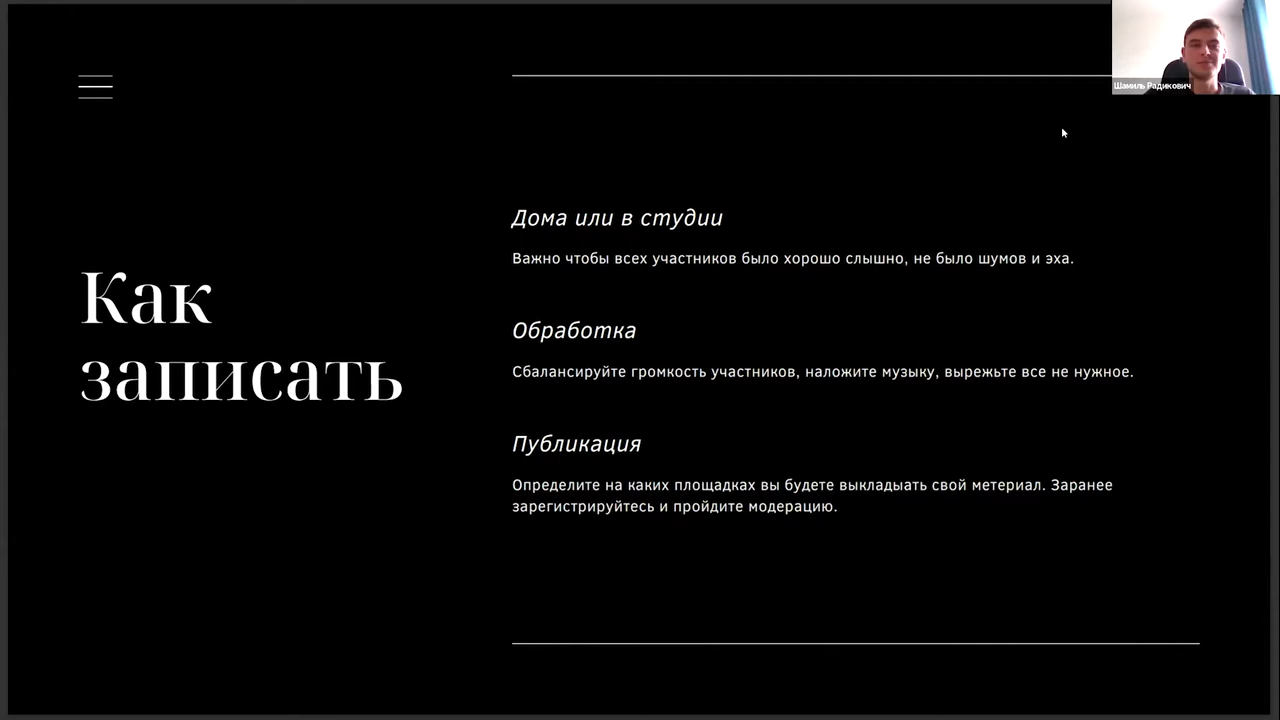 Шамиль Радикович
Дома или в студии
Важно чтобы всех участников было хорошо слышно, не было шумов и эха.
Как
записать
Обработка
Сбалансируйте громкость участников, наложите музыку, вырежьте все не нужное.
Публикация
Определите на каких площадках вы будете выкладыать свой метериал. Заранее
зарегистрируйтесь и пройдите модерацию.